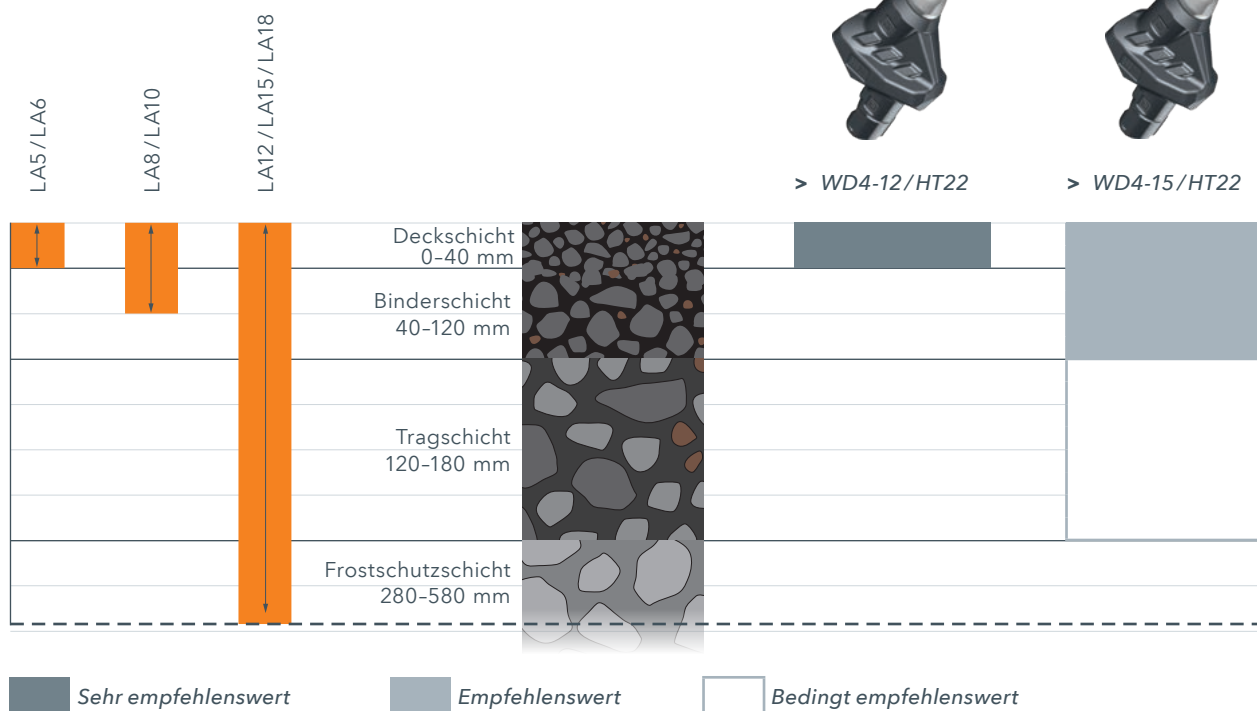 LA5 / LA6
LA8 / LA10
LA12 / LA15 / LA18
> WD4-12 / HT22
> WD4-15 / HT22
Deckschicht
0–40 mm
Binderschicht
40–120 mm
Tragschicht
120–180 mm
Frostschutzschicht
280–580 mm
Sehr empfehlenswert
Empfehlenswert
Bedingt empfehlenswert